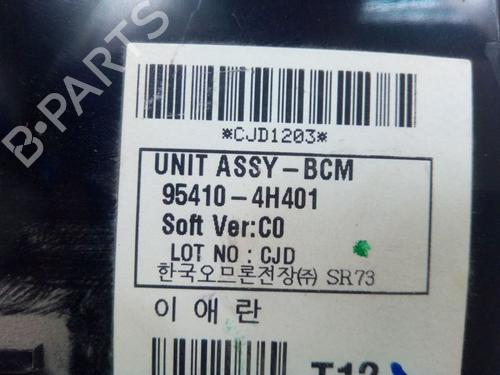 B-PARTS
*CJD1203*
UNIT ASSY-BCM
95410-4H401
Soft Ver:C0
LOT NO : CJD
한국오므론전장㈜ SR73
이 애 란
T12